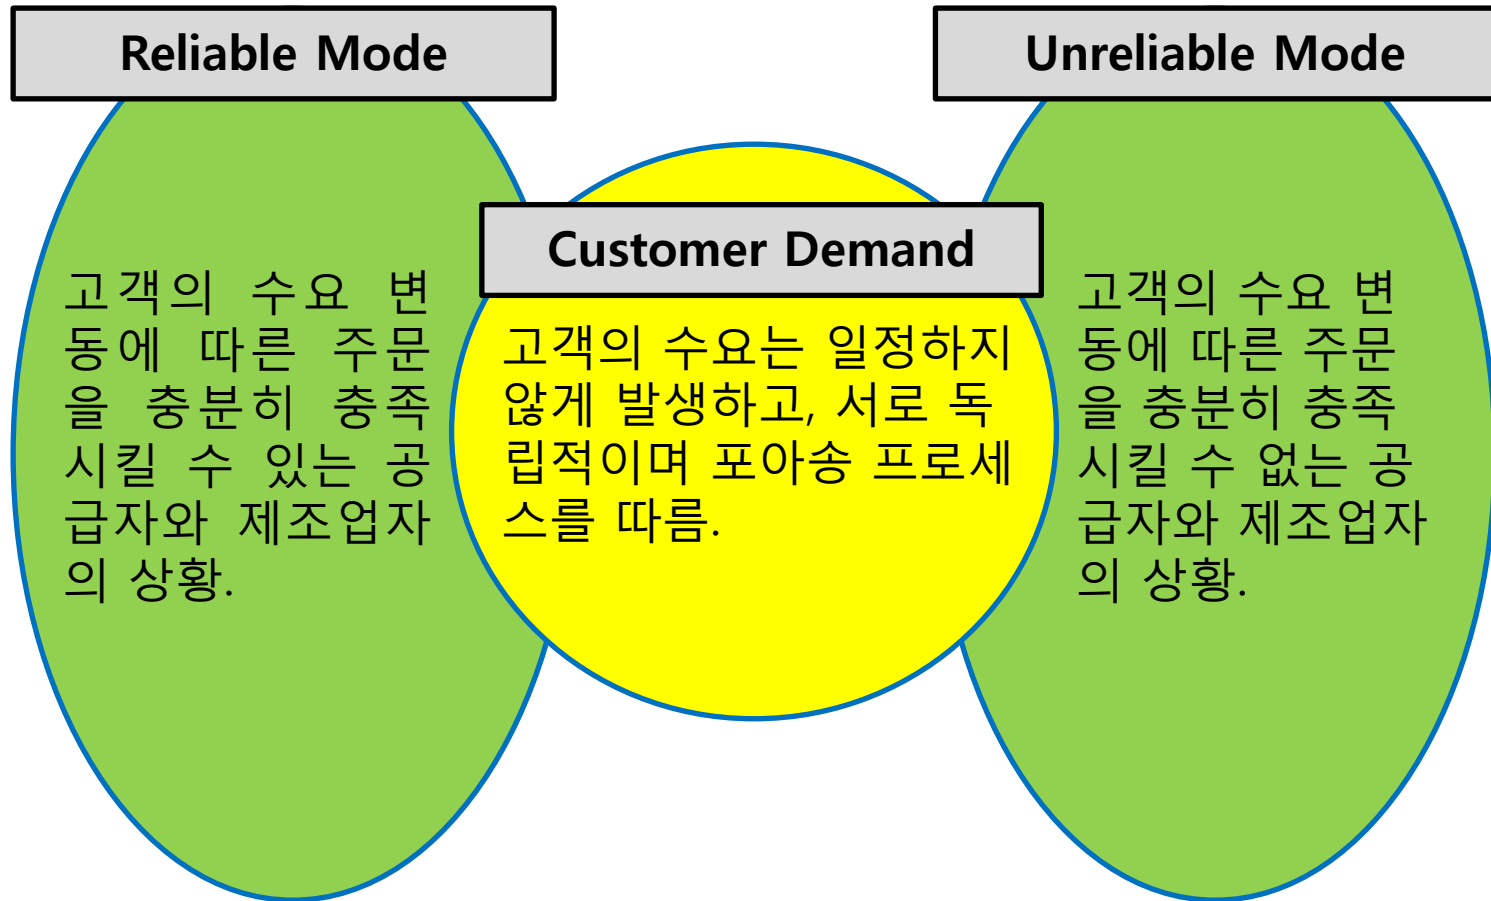 Reliable Mode
고객의 수요 변
동에 따른 주문
을 충분히 충족
시킬 수 있는 공
급자와 제조업자
의 상황.
Customer Demand
고객의 수요는 일정하지
않게 발생하고, 서로 독
립적이며 포아송 프로세
스를 따름.
Unreliable Mode
고객의 수요 변
동에 따른 주문
을 충분히 충족
시킬 수 없는 공
급자와 제조업자
의 상황.